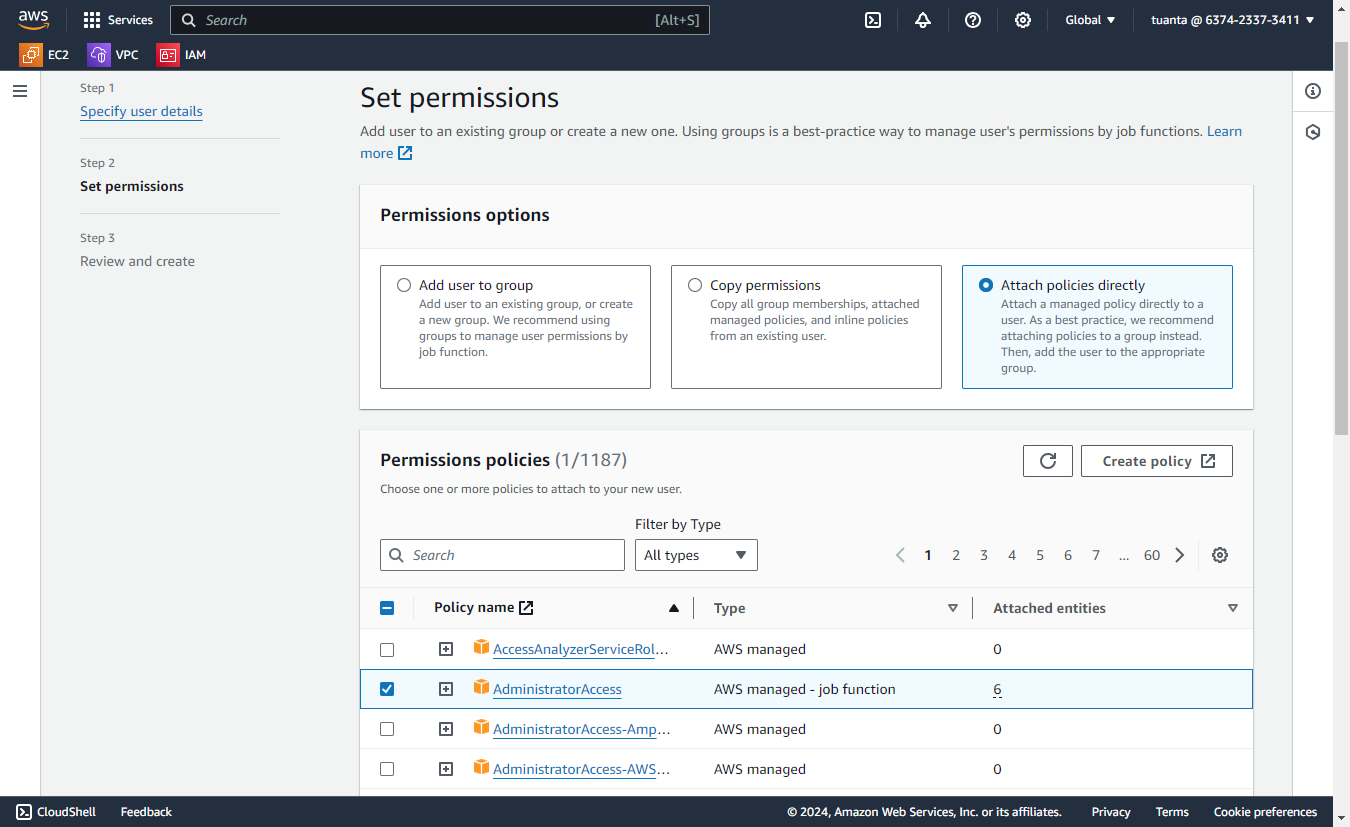 aws
Services
Search
[Alt+S]
Global
tuanta @ 6374-2337-3411
EC2
VPC
IAM
Step 1
Specify user details
Step 2
Set permissions
Step 3
Review and create
Set permissions
Add user to an existing group or create a new one. Using groups is a best-practice way to manage user's permissions by job functions. Learn
more
Permissions options
Add user to group
Add user to an existing group, or create
a new group. We recommend using
groups to manage user permissions by
job function.
Copy permissions
Copy all group memberships, attached
managed policies, and inline policies
from an existing user.
Attach policies directly
Attach a managed policy directly to a
user. As a best practice, we recommend
attaching policies to a group instead.
Then, add the user to the appropriate
group.
Permissions policies (1/1187)
Create policy
Choose one or more policies to attach to your new user.
Filter by Type
Search
All types
1 2 3 4 5 6 7 ... 60
Policy name Type Attached entities
AccessAnalyzerServiceRol... AWS managed 0
AdministratorAccess AWS managed - job function 6
AdministratorAccess-Amp... AWS managed 0
AdministratorAccess-AWS... AWS managed 0
CloudShell Feedback © 2024, Amazon Web Services, Inc. or its affiliates. Privacy Terms Cookie preferences